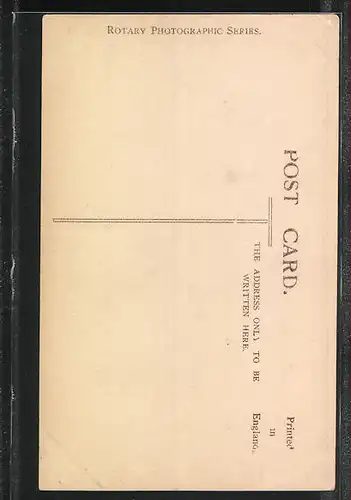 ROTARY PHOTOGRAPHIC SERIES.
POST CARD.
THE ADDRESS ONLY TO BE
WRITTEN HERE.
Printed
in
England.